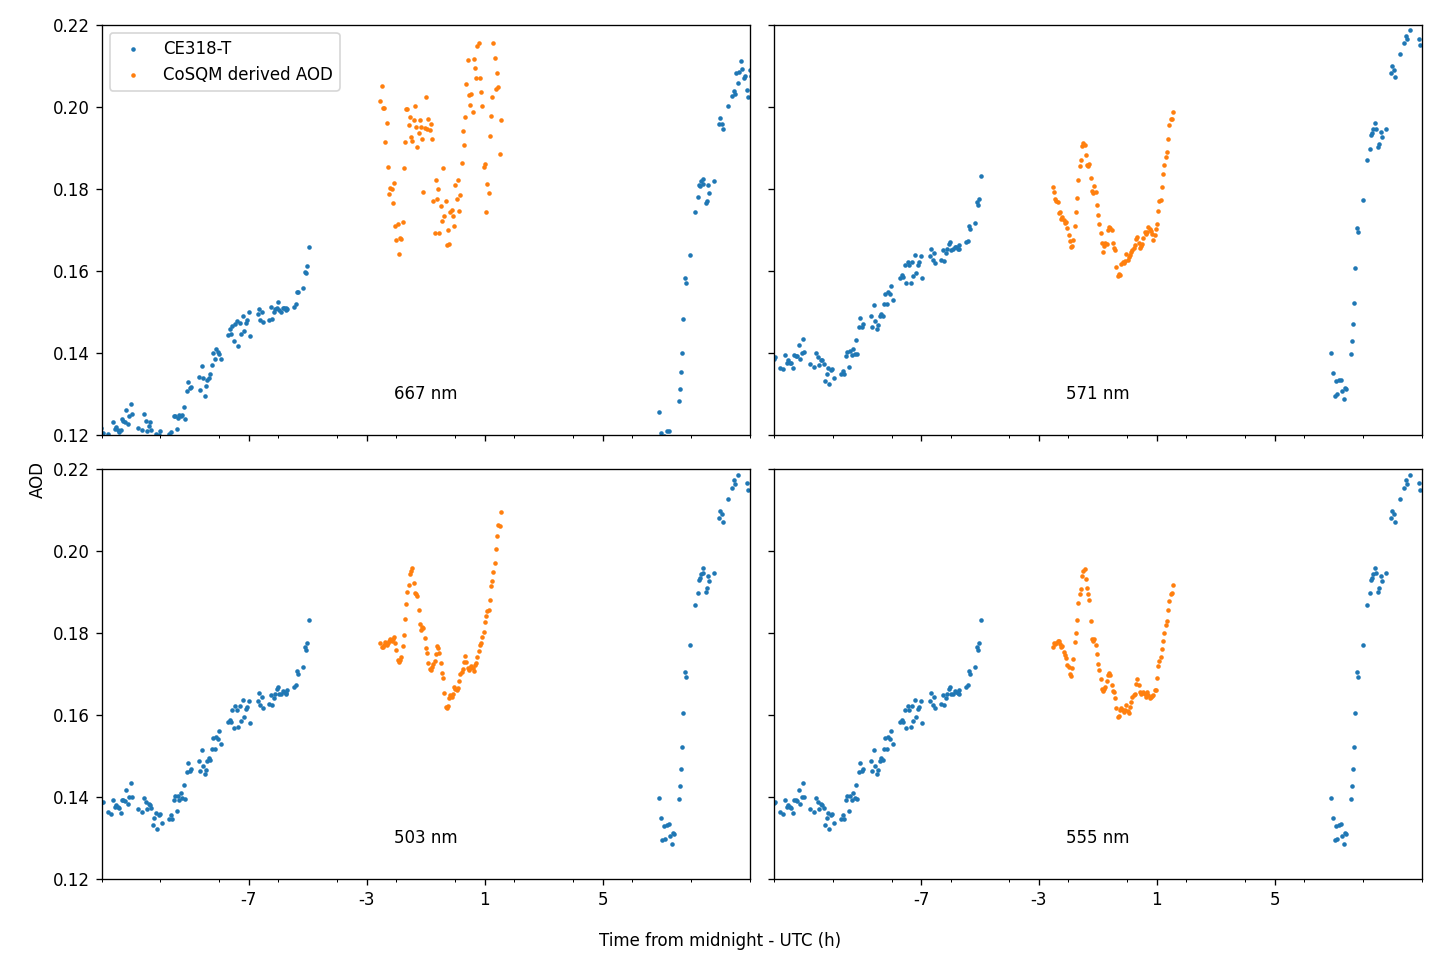 0.22
0.20
0.18
0.16
0.14
0.12
CE318-T
CoSQM derived AOD
667 nm
571 nm
AOD
0.22
0.20
0.18
0.16
0.14
0.12
503 nm
555 nm
-7 -3 1 5
-7 -3 1 5
Time from midnight - UTC (h)